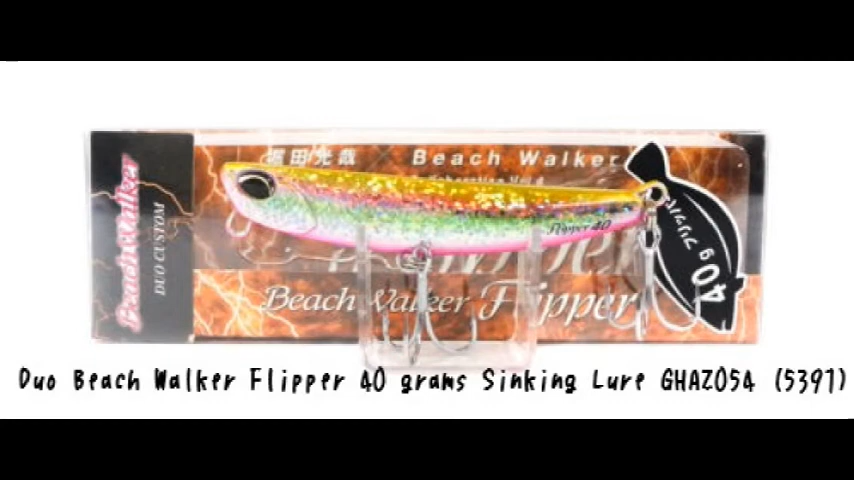 堀田光哉 × Beach Walker
Beach Walker
DUO CUSTOM
Flipper 40
40g
Beach Walker Flipper
Duo Beach Walker Flipper 40 grams Sinking Lure GHAZ054 (5397)